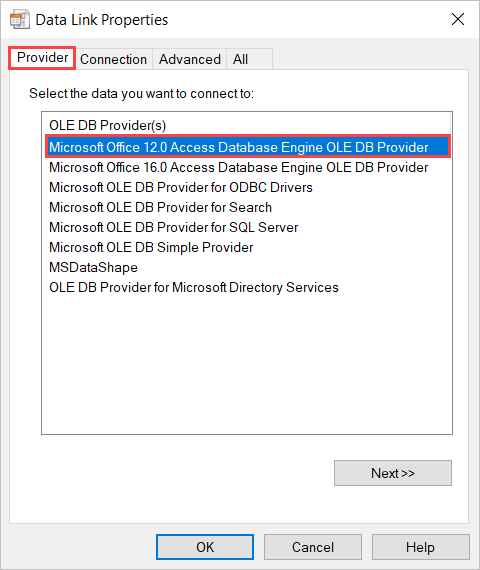 Data Link Properties
Provider Connection Advanced All
Select the data you want to connect to:
OLE DB Provider(s)
Microsoft Office 12.0 Access Database Engine OLE DB Provider
Microsoft Office 16.0 Access Database Engine OLE DB Provider
Microsoft OLE DB Provider for ODBC Drivers
Microsoft OLE DB Provider for Search
Microsoft OLE DB Provider for SQL Server
Microsoft OLE DB Simple Provider
MSDataShape
OLE DB Provider for Microsoft Directory Services
Next >>
OK Cancel Help